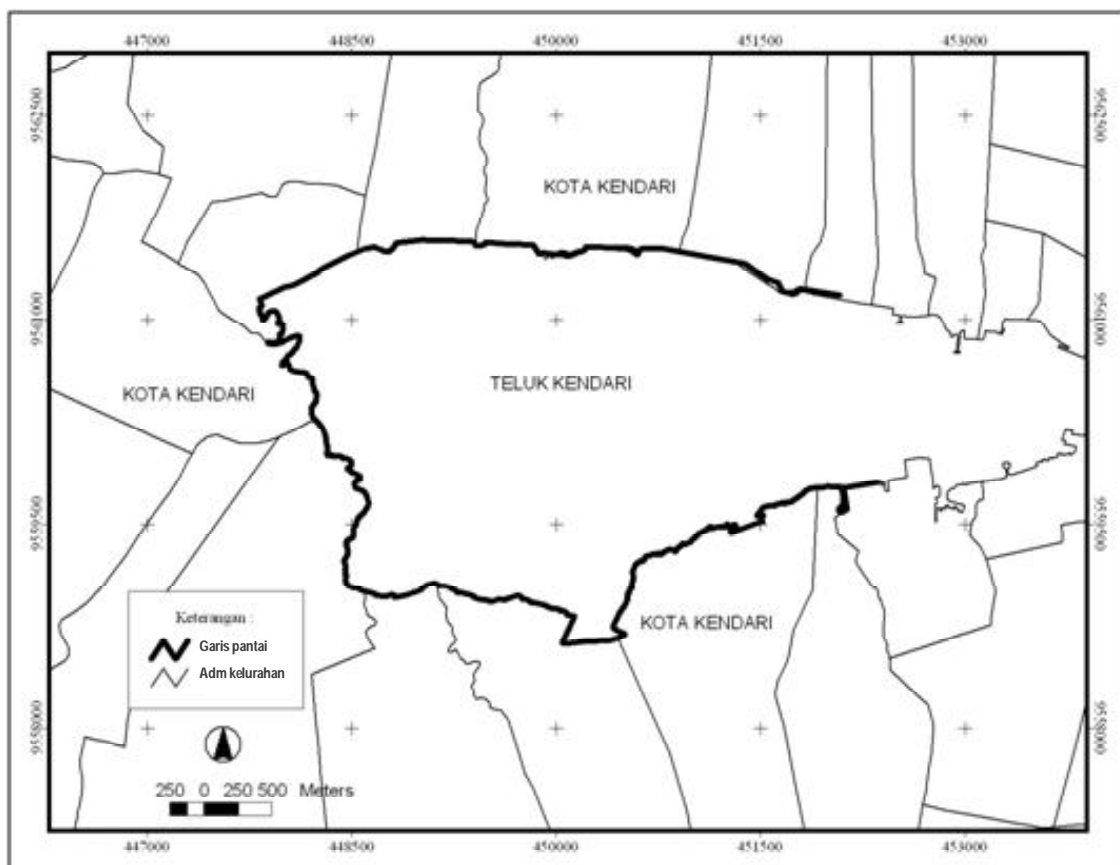 447000 448500 450000 451500 453000
9562500 9562500
KOTA KENDARI
9561000 9561000
KOTA KENDARI
TELUK KENDARI
9559500 9559500
Keterangan :
Garis pantai
Adm kelurahan
KOTA KENDARI
9558000 9558000
250 0 250 500 Meters
447000 448500 450000 451500 453000